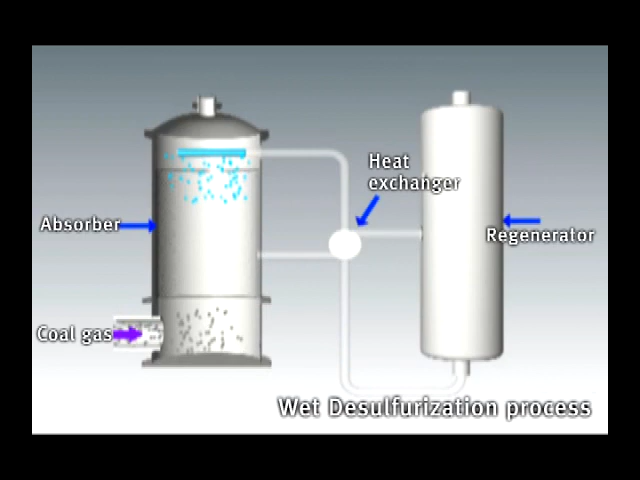 Heat
exchanger
Absorber
Regenerator
Coal gas
Wet Desulfurization process